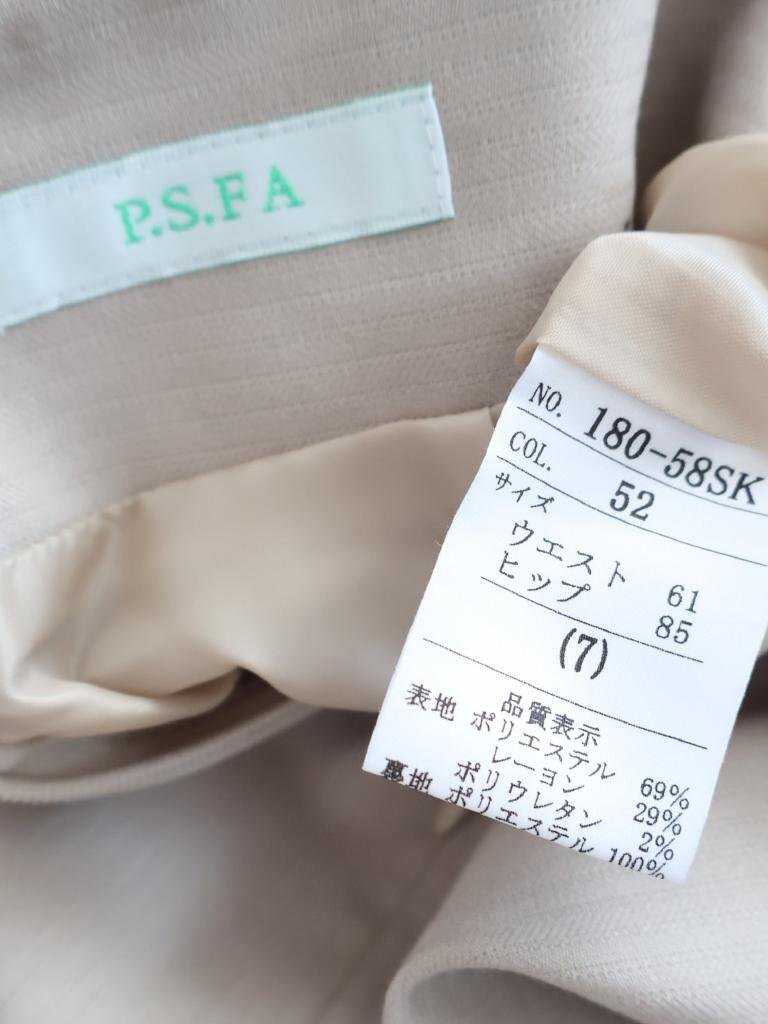 P.S.FA
NO. 180-58SK
COL. 52
サイズ
ウエスト 61
ヒップ 85
(7)
品質表示
表地 ポリエステル 69%
レーヨン 29%
ポリウレタン 2%
裏地 ポリエステル 100%